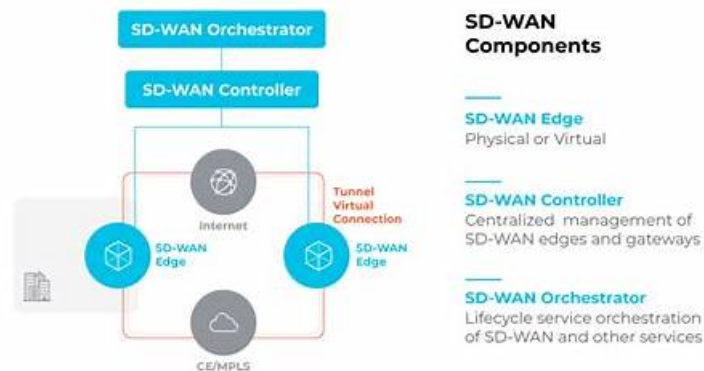 SD-WAN Orchestrator
SD-WAN Controller
Internet
Tunnel
Virtual
Connection
SD-WAN
Edge
SD-WAN
Edge
CE/MPLS
SD-WAN
Components
SD-WAN Edge
Physical or Virtual
SD-WAN Controller
Centralized management of
SD-WAN edges and gateways
SD-WAN Orchestrator
Lifecycle service orchestration
of SD-WAN and other services